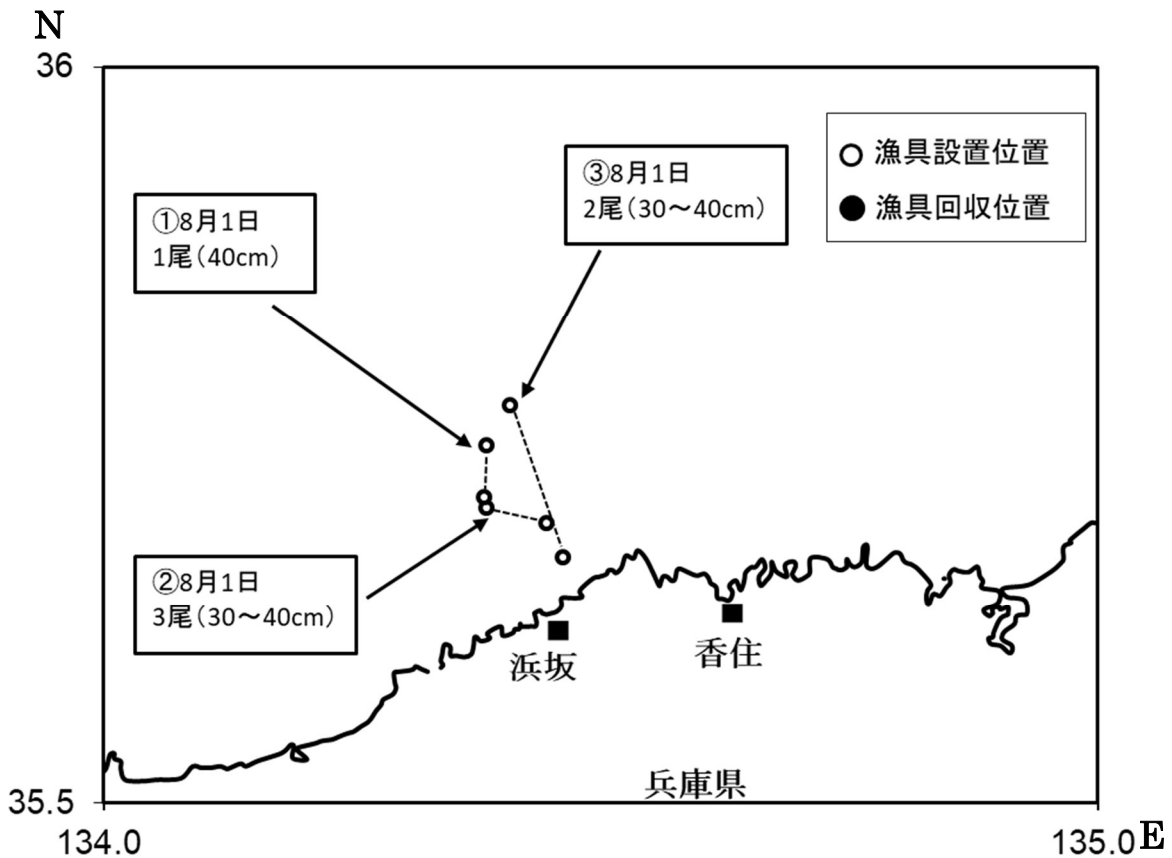 N
36
○ 漁具設置位置
● 漁具回収位置
③8月1日
2尾（30～40cm）
①8月1日
1尾（40cm）
②8月1日
3尾（30～40cm）
浜坂
香住
兵庫県
35.5
134.0
135.0 E